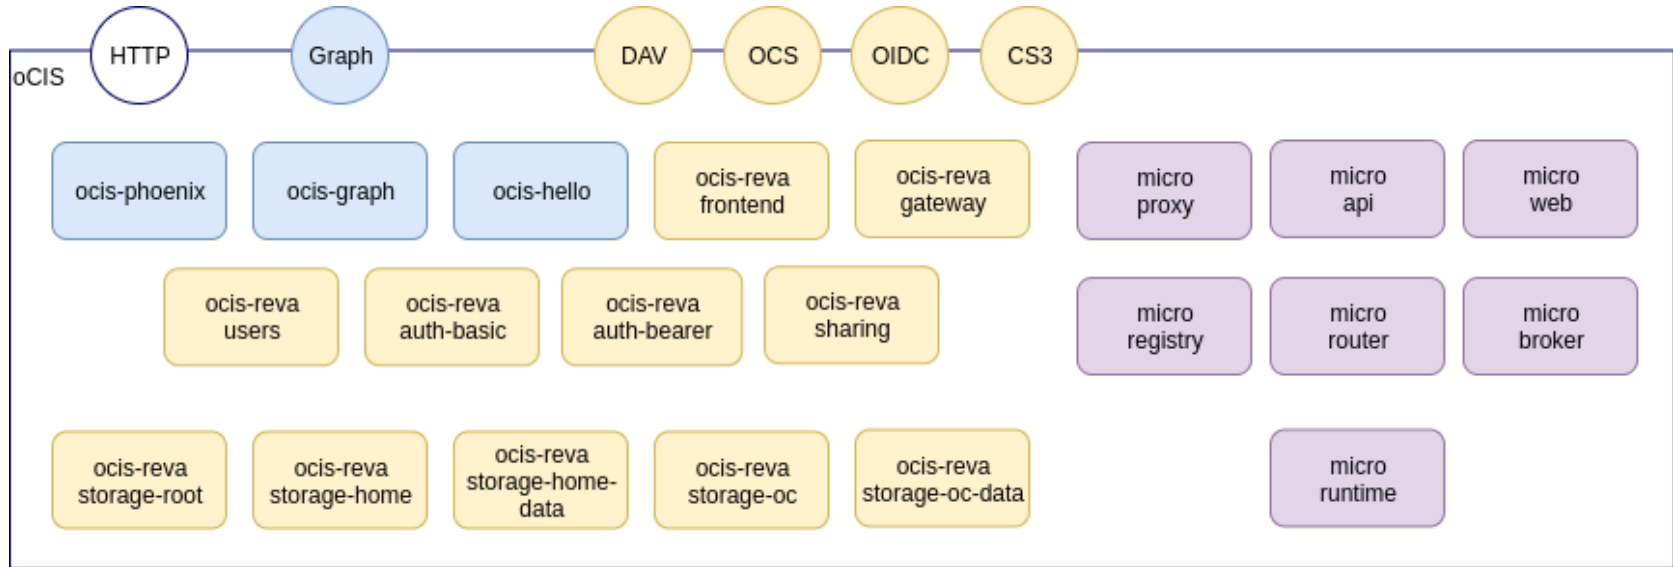 HTTP
Graph
DAV
OCS
OIDC
CS3
oCIS
ocis-phoenix
ocis-graph
ocis-hello
ocis-reva
frontend
ocis-reva
gateway
micro
proxy
micro
api
micro
web
ocis-reva
users
ocis-reva
auth-basic
ocis-reva
auth-bearer
ocis-reva
sharing
micro
registry
micro
router
micro
broker
ocis-reva
storage-root
ocis-reva
storage-home
ocis-reva
storage-home-
data
ocis-reva
storage-oc
ocis-reva
storage-oc-data
micro
runtime